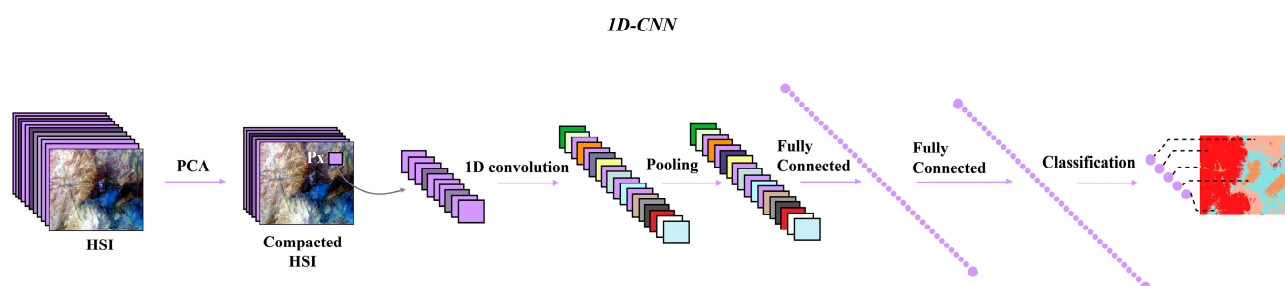 1D-CNN
HSI
PCA
Px
Compacted
HSI
1D convolution
Pooling
Fully
Connected
Fully
Connected
Classification